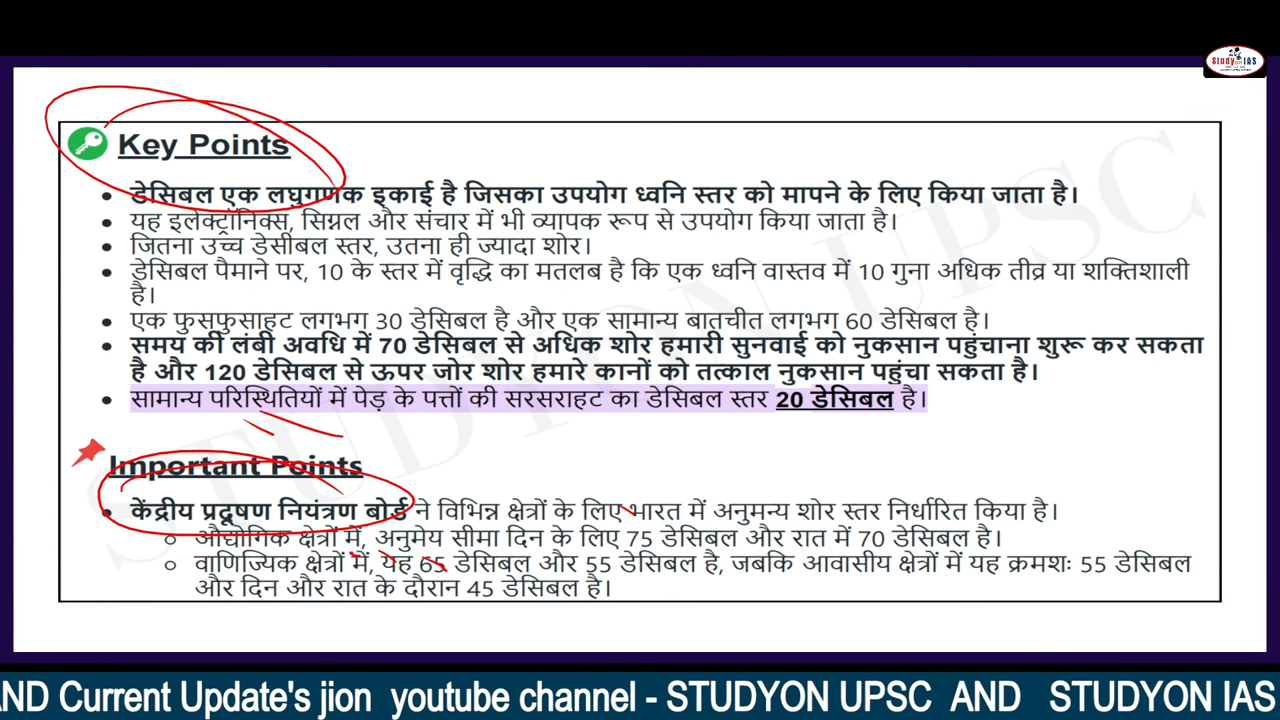 StudyonIAS
Key Points
• डेसिबल एक लघुगणक इकाई है जिसका उपयोग ध्वनि स्तर को मापने के लिए किया जाता है।
• यह इलेक्ट्रॉनिक्स, सिग्नल और संचार में भी व्यापक रूप से उपयोग किया जाता है।
• जितना उच्च डेसीबल स्तर, उतना ही ज्यादा शोर।
• डेसिबल पैमाने पर, 10 के स्तर में वृद्धि का मतलब है कि एक ध्वनि वास्तव में 10 गुना अधिक तीव्र या शक्तिशाली
है।
• एक फुसफुसाहट लगभग 30 डेसिबल है और एक सामान्य बातचीत लगभग 60 डेसिबल है।
• समय की लंबी अवधि में 70 डेसिबल से अधिक शोर हमारी सुनवाई को नुकसान पहुंचाना शुरू कर सकता
है और 120 डेसिबल से ऊपर जोर शोर हमारे कानों को तत्काल नुकसान पहुंचा सकता है।
• सामान्य परिस्थितियों में पेड़ के पत्तों की सरसराहट का डेसिबल स्तर 20 डेसिबल है।
Important Points
• केंद्रीय प्रदूषण नियंत्रण बोर्ड ने विभिन्न क्षेत्रों के लिए भारत में अनुमन्य शोर स्तर निर्धारित किया है।
o औद्योगिक क्षेत्रों में, अनुमेय सीमा दिन के लिए 75 डेसिबल और रात में 70 डेसिबल है।
o वाणिज्यिक क्षेत्रों में, यह 65 डेसिबल और 55 डेसिबल है, जबकि आवासीय क्षेत्रों में यह क्रमशः 55 डेसिबल
और दिन और रात के दौरान 45 डेसिबल है।
STUDYON UPSC
AND Current Update's jion youtube channel - STUDYON UPSC AND STUDYON IAS